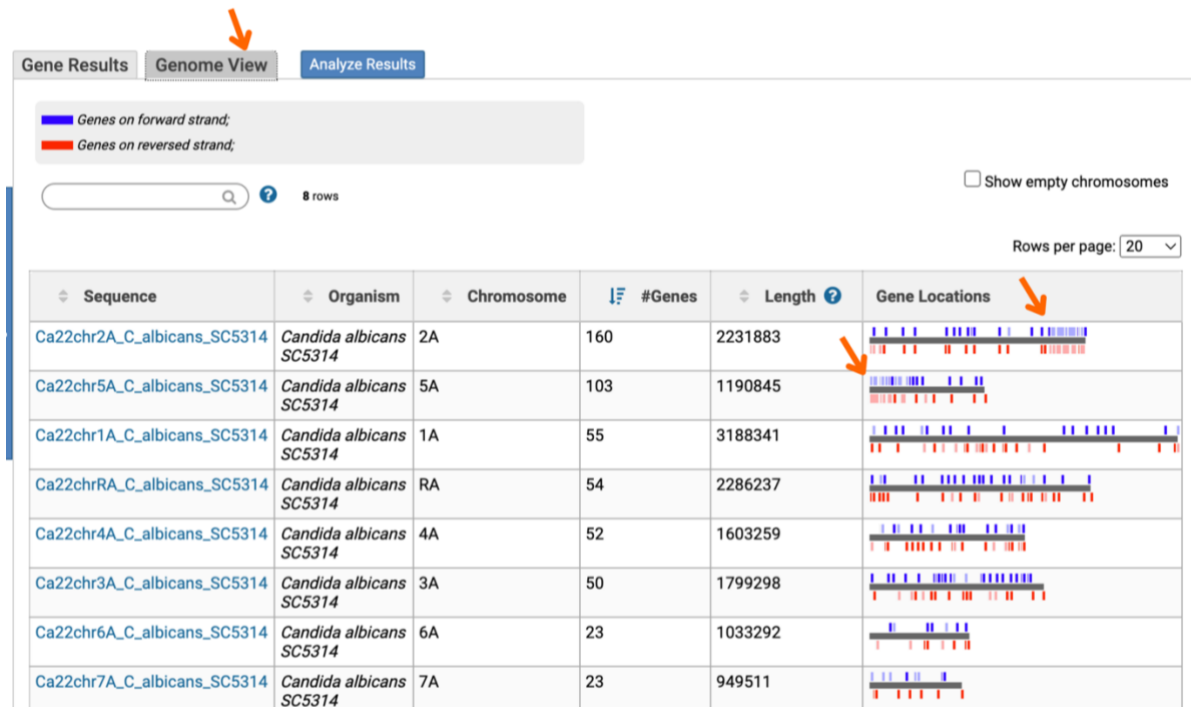 Gene Results Genome View Analyze Results
Genes on forward strand;
Genes on reversed strand;
? 8 rows
Show empty chromosomes
Rows per page: 20
Sequence Organism Chromosome #Genes Length ? Gene Locations
Ca22chr2A_C_albicans_SC5314 Candida albicans 2A 160 2231883
SC5314
Ca22chr5A_C_albicans_SC5314 Candida albicans 5A 103 1190845
SC5314
Ca22chr1A_C_albicans_SC5314 Candida albicans 1A 55 3188341
SC5314
Ca22chrRA_C_albicans_SC5314 Candida albicans RA 54 2286237
SC5314
Ca22chr4A_C_albicans_SC5314 Candida albicans 4A 52 1603259
SC5314
Ca22chr3A_C_albicans_SC5314 Candida albicans 3A 50 1799298
SC5314
Ca22chr6A_C_albicans_SC5314 Candida albicans 6A 23 1033292
SC5314
Ca22chr7A_C_albicans_SC5314 Candida albicans 7A 23 949511
SC5314